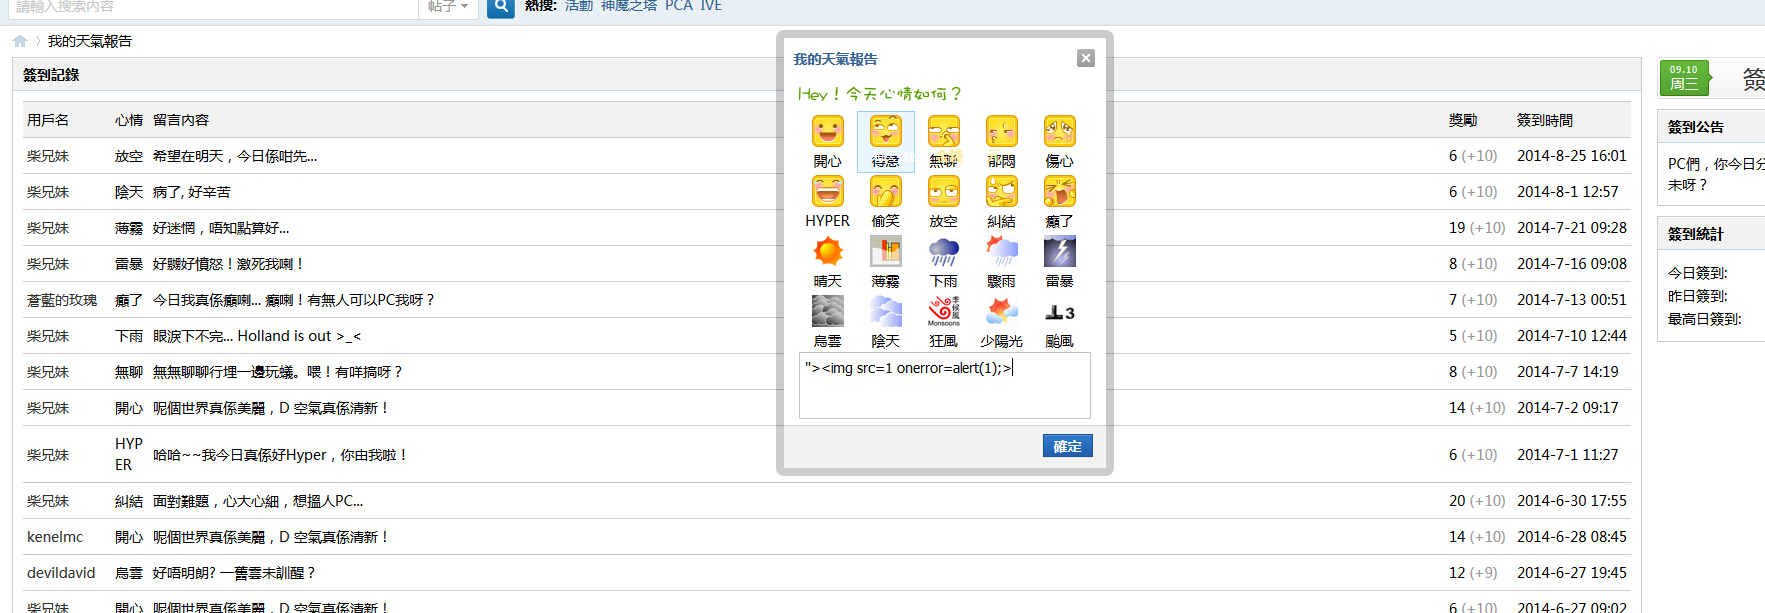 請輸入搜索内容 帖子 熱搜: 活動 神魔之塔 PCA IVE
我的天氣報告
簽到記錄
用戶名 心情 留言內容 獎勵 簽到時間
柴兄妹 放空 希望在明天，今日係咁先... 6 (+10) 2014-8-25 16:01
柴兄妹 陰天 病了, 好辛苦 6 (+10) 2014-8-1 12:57
柴兄妹 薄霧 好迷惘，唔知點算好... 19 (+10) 2014-7-21 09:28
柴兄妹 雷暴 好嬲好憤怒！激死我喇！ 8 (+10) 2014-7-16 09:08
蒼藍的玫瑰 癲了 今日我真係癲喇... 癲喇！有無人可以PC我呀？ 7 (+10) 2014-7-13 00:51
柴兄妹 下雨 眼淚下不完... Holland is out >_< 5 (+10) 2014-7-10 12:44
柴兄妹 無聊 無無聊聊行埋一邊玩蟻。喂！有咩搞呀？ 8 (+10) 2014-7-7 14:19
柴兄妹 開心 呢個世界真係美麗，D 空氣真係清新！ 14 (+10) 2014-7-2 09:17
柴兄妹 HYP
ER 哈哈~~我今日真係好Hyper，你由我啦！ 6 (+10) 2014-7-1 11:27
柴兄妹 糾結 面對難題，心大心細，想搵人PC... 20 (+10) 2014-6-30 17:55
kenelmc 開心 呢個世界真係美麗，D 空氣真係清新！ 14 (+10) 2014-6-28 08:45
devildavid 烏雲 好唔明朗? 一舊雲未訓醒？ 12 (+9) 2014-6-27 19:45
柴兄妹 開心 呢個世界真係美麗，D 空氣真係清新！ 6 (+10) 2014-6-27 09:02
我的天氣報告
Hey！今天心情如何？
開心 得意 無聊 郁悶 傷心
HYPER 偷笑 放空 糾結 癲了
晴天 薄霧 下雨 驟雨 雷暴
季候風
Monsoons
3
烏雲 陰天 狂風 少陽光 颱風
"><img src=1 onerror=alert(1);>
確定
09.10
周三
簽
簽到公告
PC們，你今日分
未呀？
簽到統計
今日簽到:
昨日簽到:
最高日簽到: